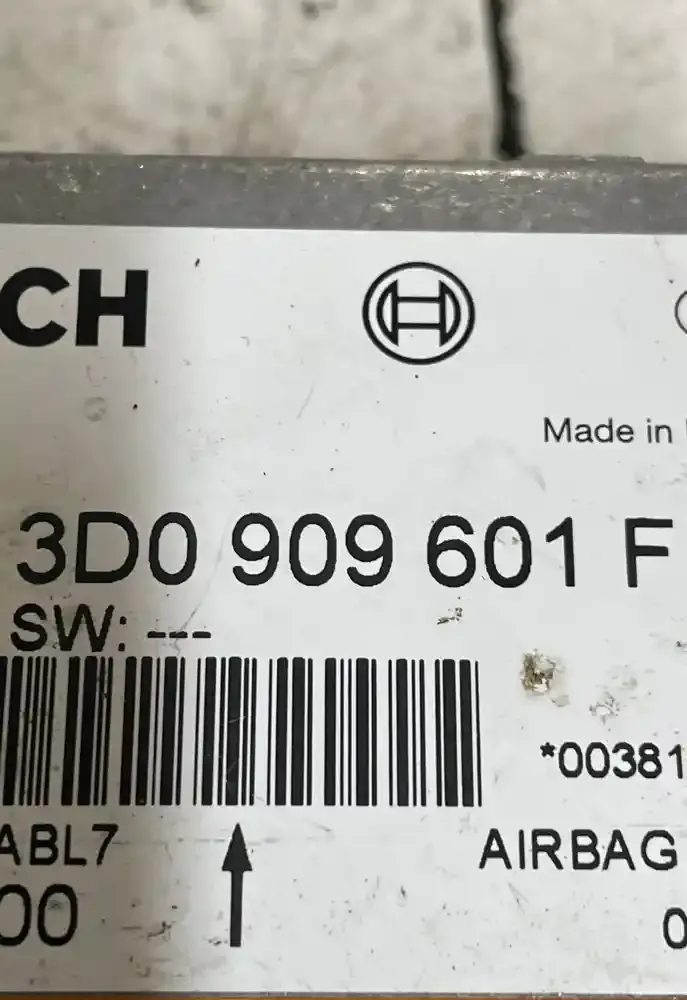 CH
Made in
3D0 909 601 F
SW: ---
*00381
ABL7
AIRBAG
00
0